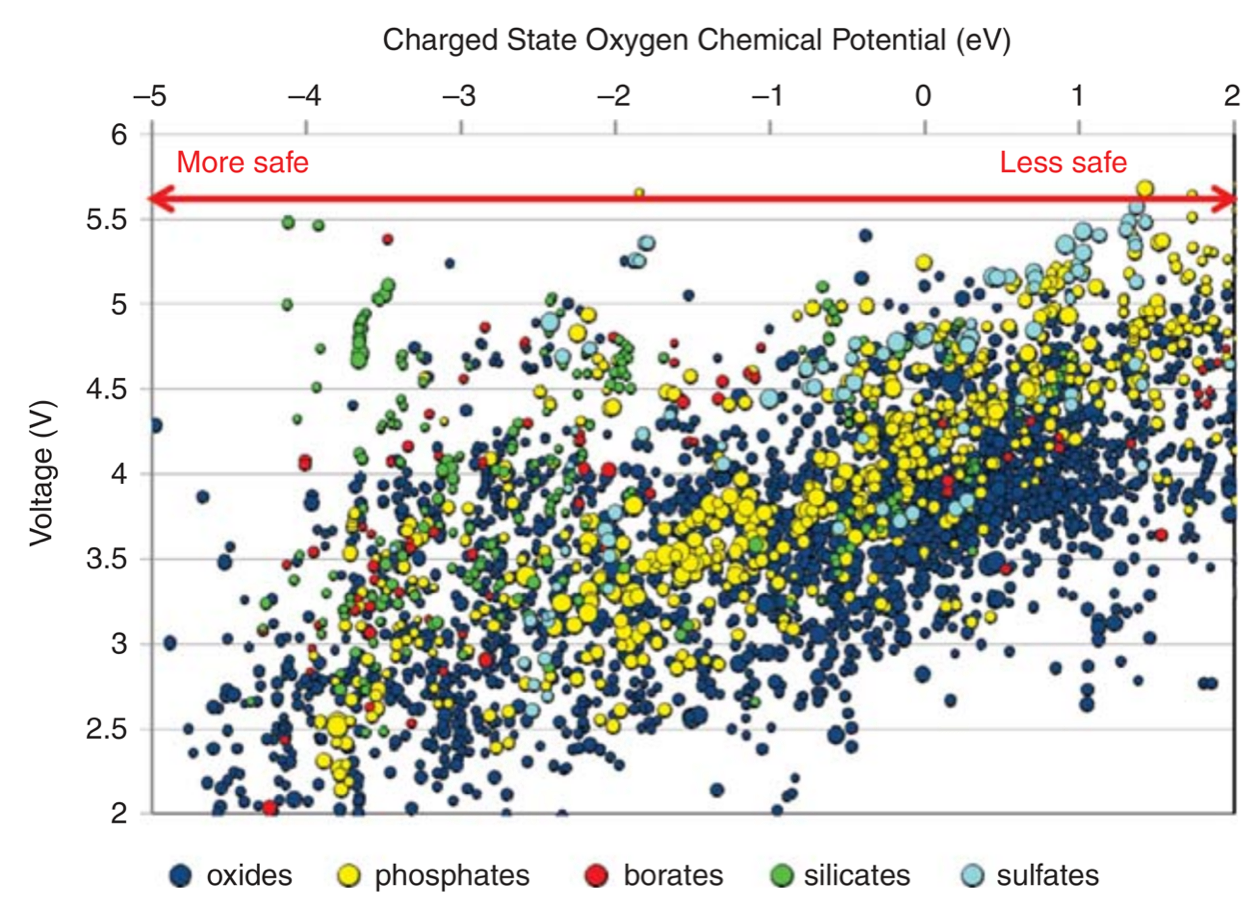 Charged State Oxygen Chemical Potential (eV)
–5 –4 –3 –2 –1 0 1 2
6
More safe Less safe
5.5
5
4.5
4
3.5
3
2.5
2
Voltage (V)
oxides phosphates borates silicates sulfates